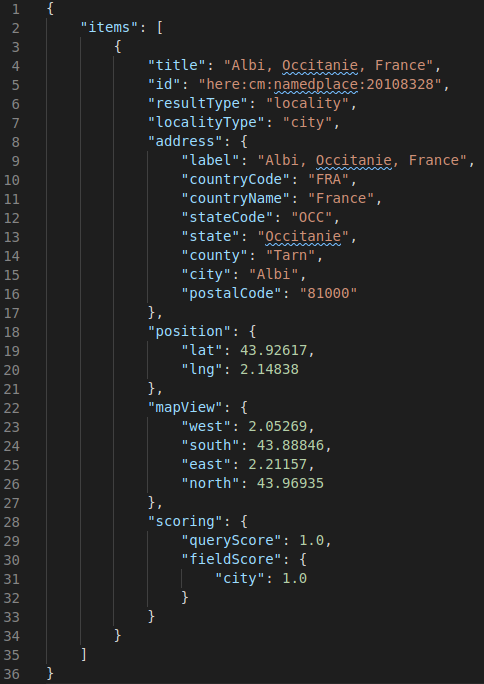 1 {
2     "items": [
3         {
4             "title": "Albi, Occitanie, France",
5             "id": "here:cm:namedplace:20108328",
6             "resultType": "locality",
7             "localityType": "city",
8             "address": {
9                 "label": "Albi, Occitanie, France",
10                 "countryCode": "FRA",
11                 "countryName": "France",
12                 "stateCode": "OCC",
13                 "state": "Occitanie",
14                 "county": "Tarn",
15                 "city": "Albi",
16                 "postalCode": "81000"
17             },
18             "position": {
19                 "lat": 43.92617,
20                 "lng": 2.14838
21             },
22             "mapView": {
23                 "west": 2.05269,
24                 "south": 43.88846,
25                 "east": 2.21157,
26                 "north": 43.96935
27             },
28             "scoring": {
29                 "queryScore": 1.0,
30                 "fieldScore": {
31                     "city": 1.0
32                 }
33             }
34         }
35     ]
36 }